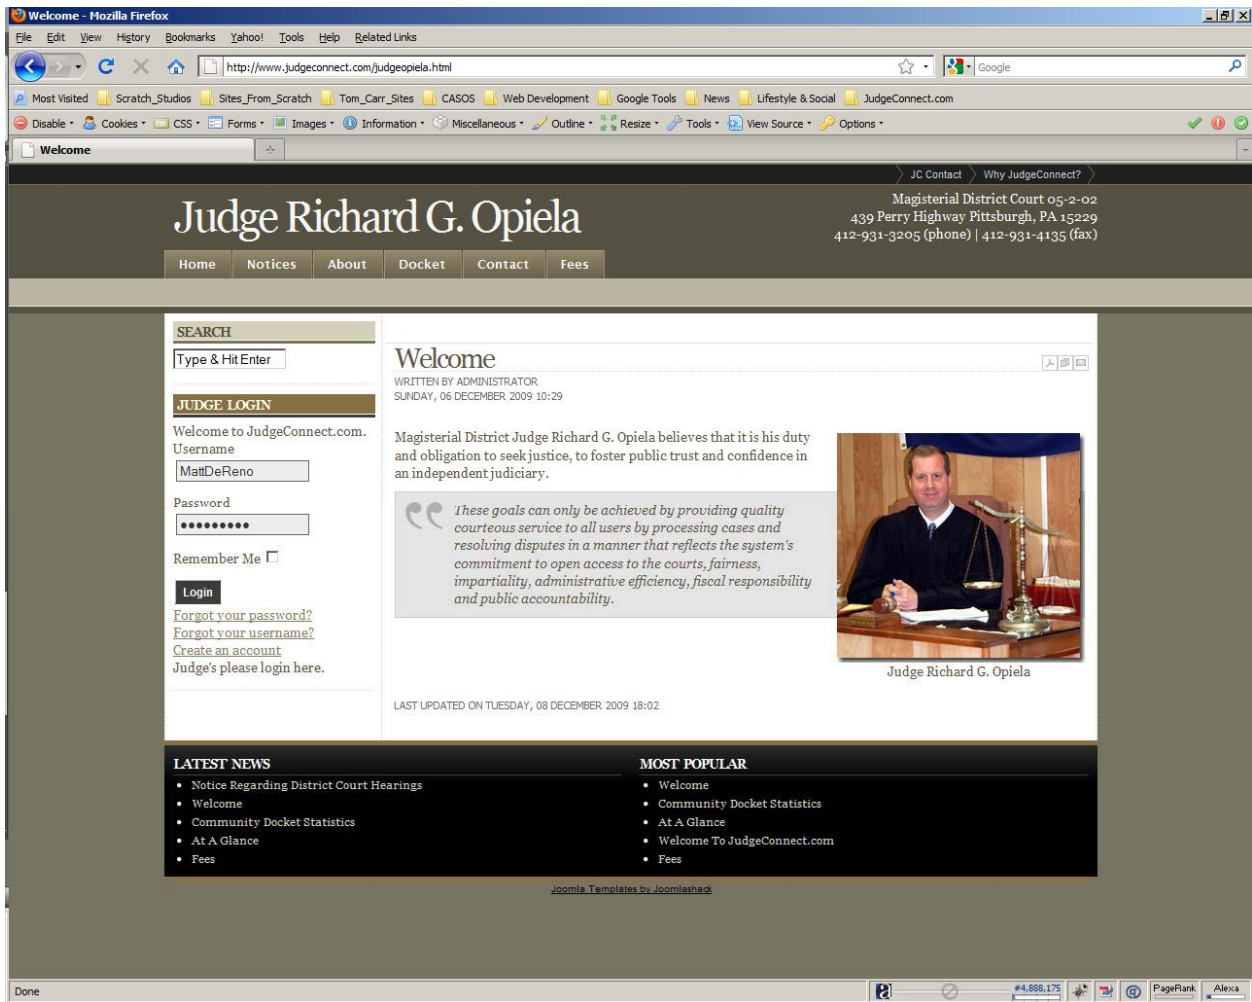 Welcome - Mozilla Firefox
File Edit View History Bookmarks Yahoo! Tools Help Related Links
http://www.judgeconnect.com/judgeopiela.html
Google
Most Visited Scratch_Studios Sites_From_Scratch Tom_Carr_Sites CASOS Web Development Google Tools News Lifestyle & Social JudgeConnect.com
Disable Cookies CSS Forms Images Information Miscellaneous Outline Resize Tools View Source Options
Welcome
JC Contact Why JudgeConnect?
Judge Richard G. Opiela
Magisterial District Court 05-2-02
439 Perry Highway Pittsburgh, PA 15229
412-931-3205 (phone) | 412-931-4135 (fax)
Home Notices About Docket Contact Fees
SEARCH
Type & Hit Enter
JUDGE LOGIN
Welcome to JudgeConnect.com.
Username
MattDeReno
Password
•••••••••
Remember Me
Login
Forgot your password?
Forgot your username?
Create an account
Judge's please login here.
Welcome
WRITTEN BY ADMINISTRATOR
SUNDAY, 06 DECEMBER 2009 10:29
Magisterial District Judge Richard G. Opiela believes that it is his duty
and obligation to seek justice, to foster public trust and confidence in
an independent judiciary.
These goals can only be achieved by providing quality
courteous service to all users by processing cases and
resolving disputes in a manner that reflects the system's
commitment to open access to the courts, fairness,
impartiality, administrative efficiency, fiscal responsibility
and public accountability.
Judge Richard G. Opiela
LAST UPDATED ON TUESDAY, 08 DECEMBER 2009 18:02
LATEST NEWS
Notice Regarding District Court Hearings
Welcome
Community Docket Statistics
At A Glance
Fees
MOST POPULAR
Welcome
Community Docket Statistics
At A Glance
Welcome To JudgeConnect.com
Fees
Joomla Templates by Joomlashack
Done
#4,888,175 PageRank Alexa